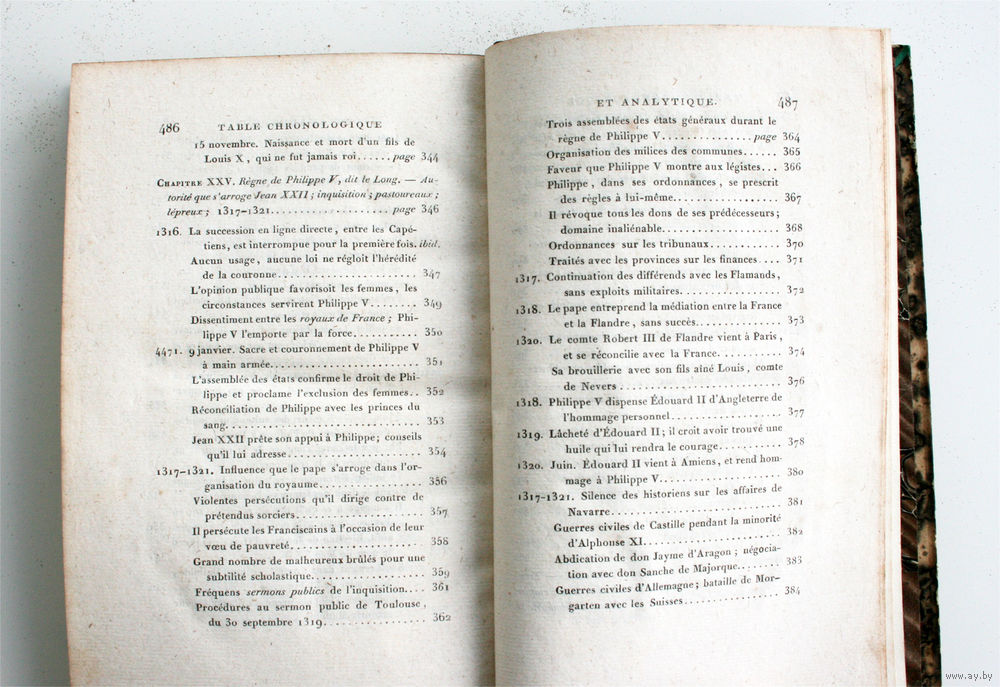 486 TABLE CHRONOLOGIQUE
15 novembre. Naissance et mort d'un fils de
Louis X, qui ne fut jamais roi......page 344
CHAPITRE XXV. Règne de Philippe V, dit le Long. — Au-
torité que s'arroge Jean XXII; inquisition; pastoureaux;
lépreux; 1317-1321....................page 346
1316. La succession en ligne directe, entre les Capé-
tiens, est interrompue pour la première fois. ibid.
Aucun usage, aucune loi ne régloit l'hérédité
de la couronne....................... 347
L'opinion publique favorisoit les femmes, les
circonstances servirent Philippe V........ 349
Dissentiment entre les royaux de France; Phi-
lippe V l'emporte par la force........... 350
4471. 9 janvier. Sacre et couronnement de Philippe V
à main armée........................ 351
L'assemblée des états confirme le droit de Phi-
lippe et proclame l'exclusion des femmes.. 352
Réconciliation de Philippe avec les princes du
sang............................... 353
Jean XXII prête son appui à Philippe; conseils
qu'il lui adresse...................... 354
1317-1321. Influence que le pape s'arroge dans l'or-
ganisation du royaume................. 356
Violentes persécutions qu'il dirige contre de
prétendus sorciers.................... 357
Il persécute les Franciscains à l'occasion de leur
vœu de pauvreté..................... 358
Grand nombre de malheureux brûlés pour une
subtilité scholastique.................. 359
Fréquens sermons publics de l'inquisition.... 361
Procédures au sermon public de Toulouse,
du 30 septembre 1319................. 362
ET ANALYTIQUE. 487
Trois assemblées des états généraux durant le
règne de Philippe V...............page 364
Organisation des milices des communes...... 365
Faveur que Philippe V montre aux légistes... 366
Philippe, dans ses ordonnances, se prescrit
des règles à lui-même.................. 367
Il révoque tous les dons de ses prédécesseurs;
domaine inaliénable................... 368
Ordonnances sur les tribunaux............ 370
Traités avec les provinces sur les finances.... 371
1317. Continuation des différends avec les Flamands,
sans exploits militaires................. 372
1318. Le pape entreprend la médiation entre la France
et la Flandre, sans succès............... 373
1320. Le comte Robert III de Flandre vient à Paris,
et se réconcilie avec la France............ 374
Sa brouillerie avec son fils aîné Louis, comte
de Nevers.......................... 376
1318. Philippe V dispense Édouard II d'Angleterre de
l'hommage personnel.................. 377
1319. Lâcheté d'Édouard II; il croit avoir trouvé une
huile qui lui rendra le courage........... 378
1320. Juin. Édouard II vient à Amiens, et rend hom-
mage à Philippe V..................... 380
1317-1321. Silence des historiens sur les affaires de
Navarre............................ 381
Guerres civiles de Castille pendant la minorité
d'Alphonse XI....................... 382
Abdication de don Jayme d'Aragon; négocia-
tion avec don Sanche de Majorque........ 383
Guerres civiles d'Allemagne; bataille de Mor-
garten avec les Suisses.................. 384
www.ay.by